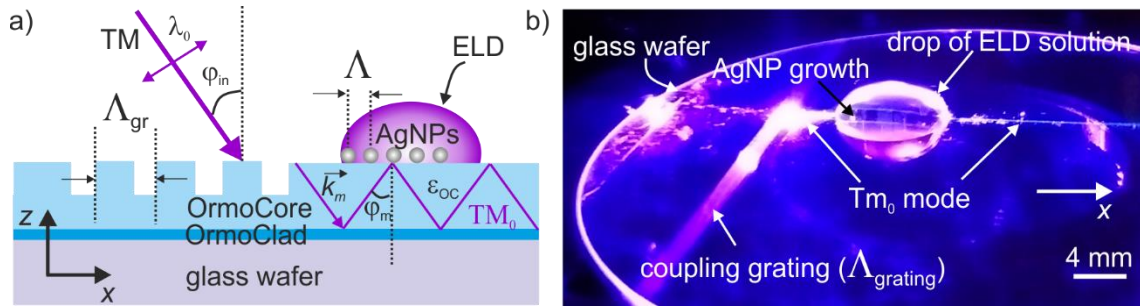 a)
TM
λ₀
φin
ELD
Λ
Λgr
AgNPs
km
εOC
φm
TM₀
OrmoCore
OrmoClad
glass wafer
z
x
b)
glass wafer
drop of ELD solution
AgNP growth
Tm₀ mode
x
coupling grating (Λgrating)
4 mm